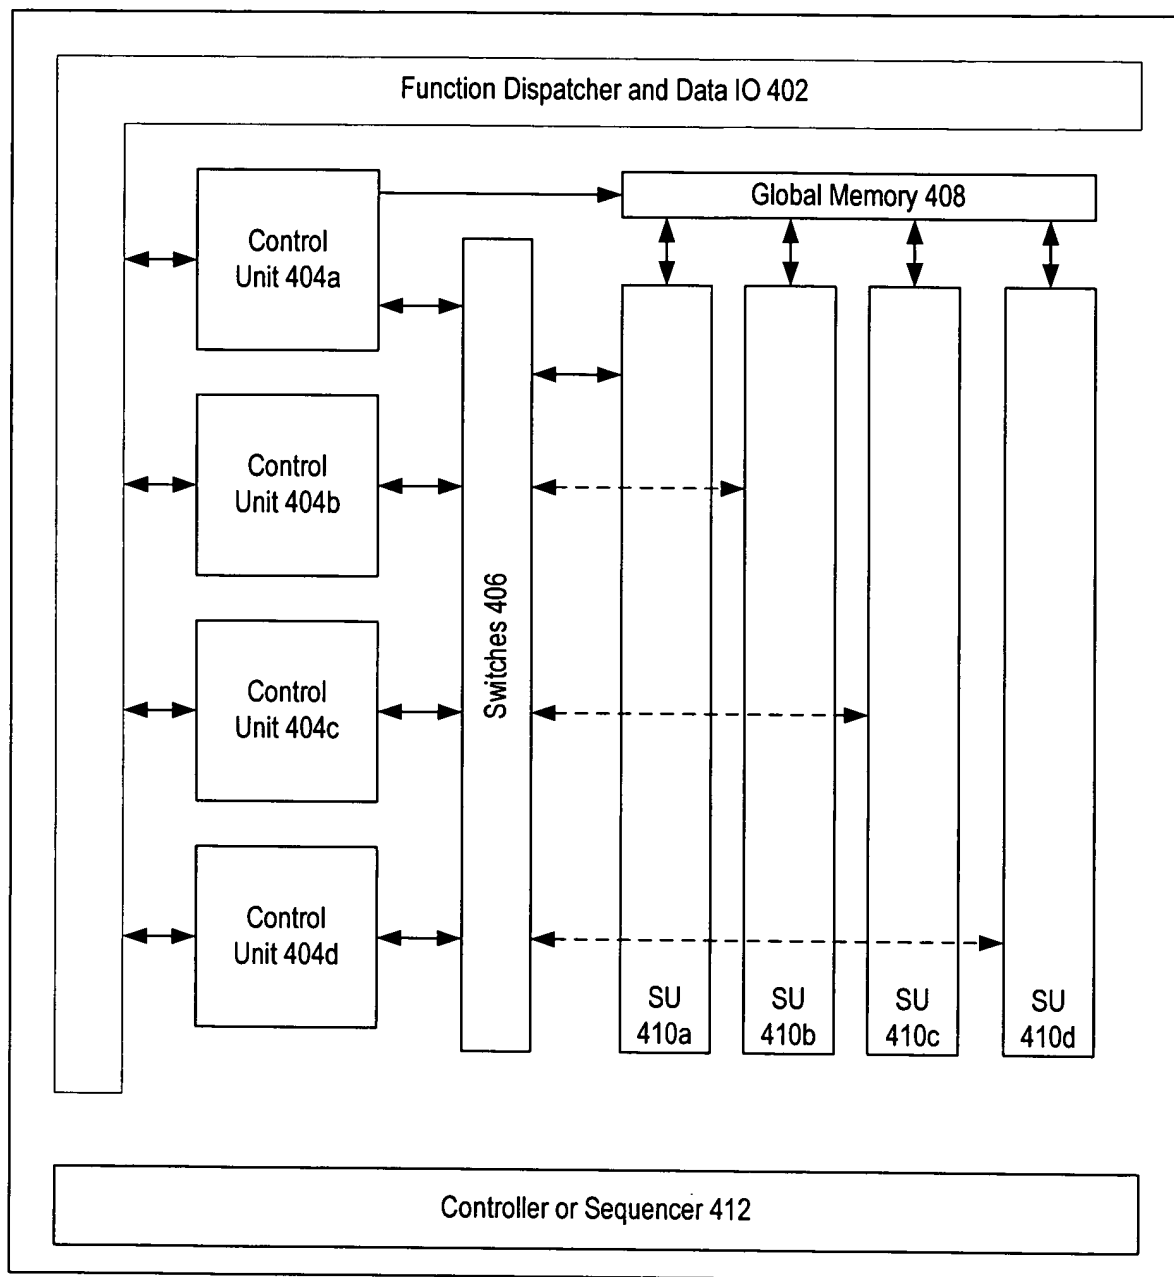 Function Dispatcher and Data IO 402
Global Memory 408
Control
Unit 404a
Control
Unit 404b
Switches 406
Control
Unit 404c
Control
Unit 404d
SU
410a
SU
410b
SU
410c
SU
410d
Controller or Sequencer 412